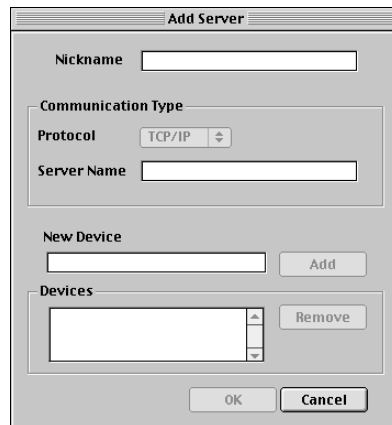 Add Server
Nickname
Communication Type
Protocol TCP/IP
Server Name
New Device
Add
Devices
Remove
OK Cancel